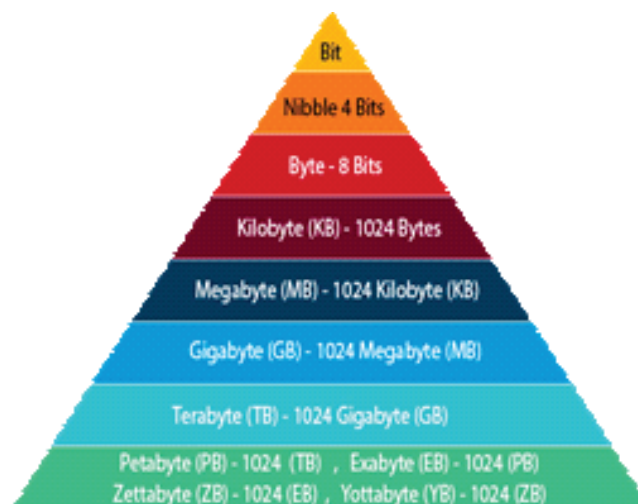 Bit
Nibble 4 Bits
Byte - 8 Bits
Kilobyte (KB) - 1024 Bytes
Megabyte (MB) - 1024 Kilobyte (KB)
Gigabyte (GB) - 1024 Megabyte (MB)
Terabyte (TB) - 1024 Gigabyte (GB)
Petabyte (PB) - 1024 (TB) , Exabyte (EB) - 1024 (PB)
Zettabyte (ZB) - 1024 (EB) , Yottabyte (YB) - 1024 (ZB)